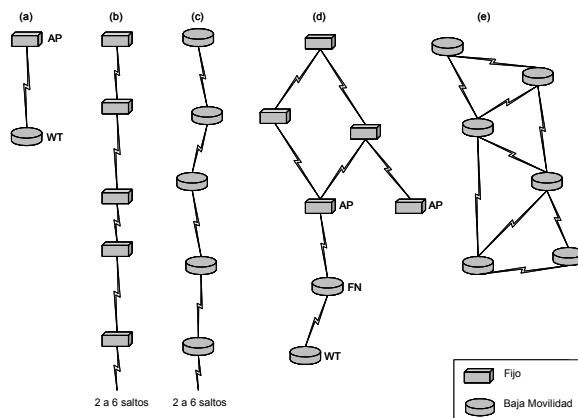 (a)
(b)
(c)
(d)
(e)
AP
WT
AP
AP
FN
WT
2 a 6 saltos
2 a 6 saltos
Fijo
Baja Movilidad